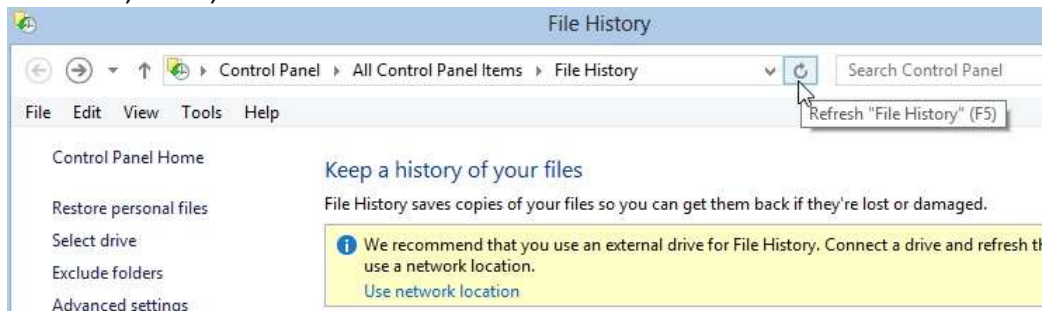 File History
Control Panel ▸ All Control Panel Items ▸ File History
Search Control Panel
File Edit View Tools Help
Refresh "File History" (F5)
Control Panel Home
Restore personal files
Select drive
Exclude folders
Advanced settings
Keep a history of your files
File History saves copies of your files so you can get them back if they're lost or damaged.
We recommend that you use an external drive for File History. Connect a drive and refresh
use a network location.
Use network location